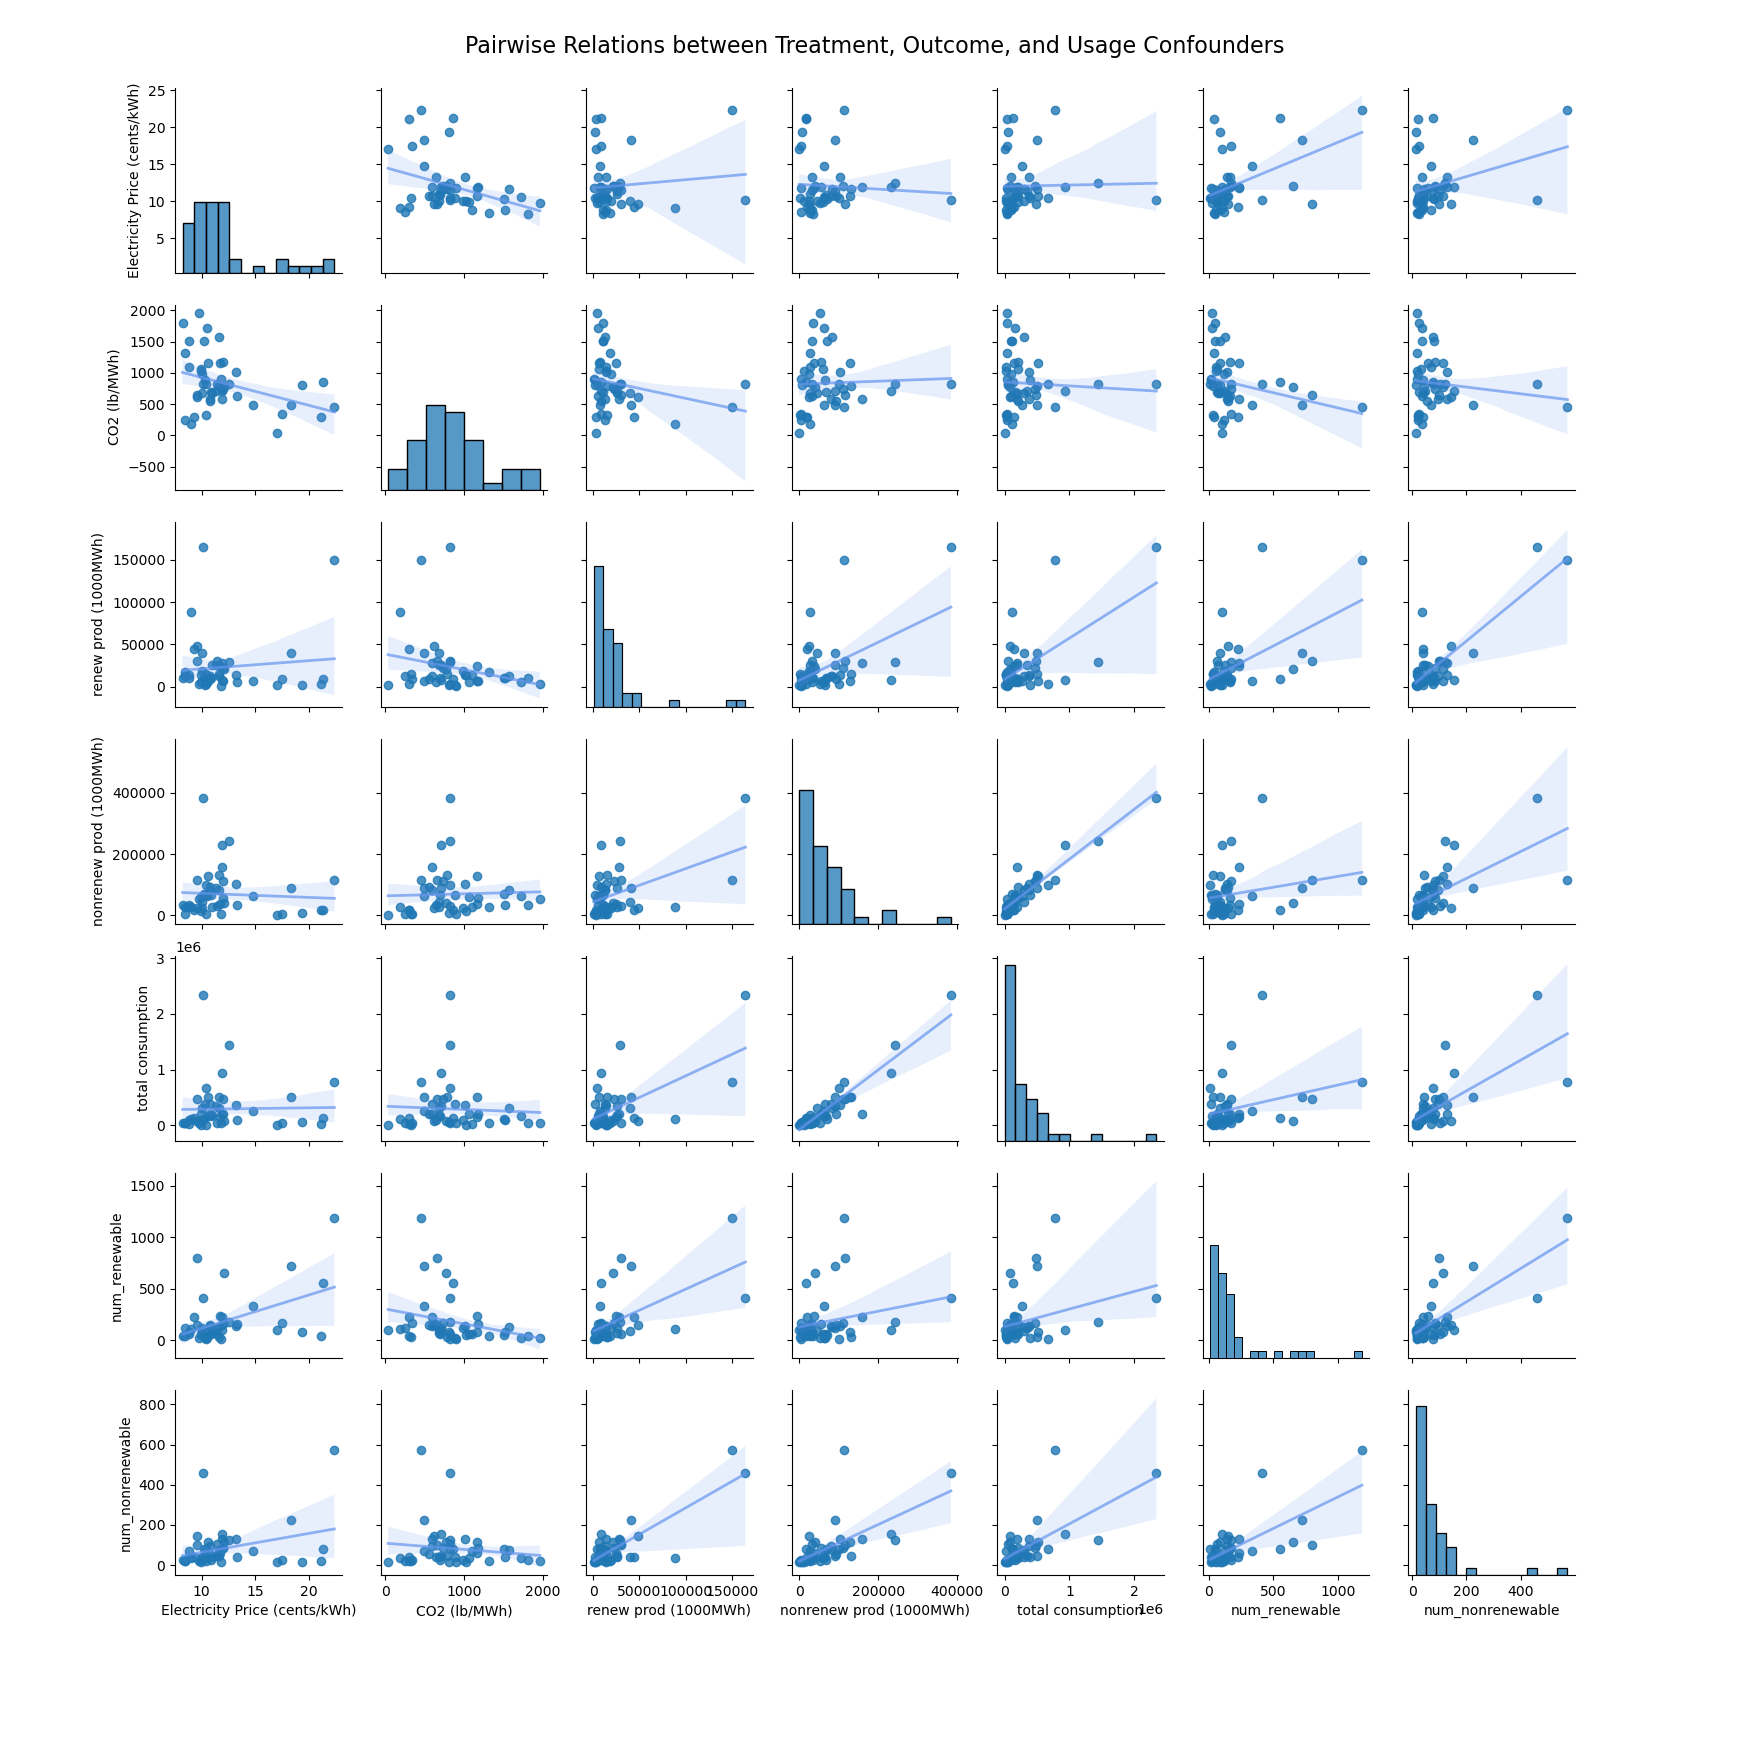 Pairwise Relations between Treatment, Outcome, and Usage Confounders
Electricity Price (cents/kWh)
25
20
15
10
5
CO2 (lb/MWh)
2000
1500
1000
500
0
−500
renew prod (1000MWh)
150000
100000
50000
0
nonrenew prod (1000MWh)
400000
200000
0
1e6
total consumption
3
2
1
0
num_renewable
1500
1000
500
0
num_nonrenewable
800
600
400
200
0
10 15 20
0 1000 2000
0 50000 100000 150000
0 200000 400000
0 1 2
0 500 1000
0 200 400
Electricity Price (cents/kWh)
CO2 (lb/MWh)
renew prod (1000MWh)
nonrenew prod (1000MWh)
total consumption
1e6
num_renewable
num_nonrenewable